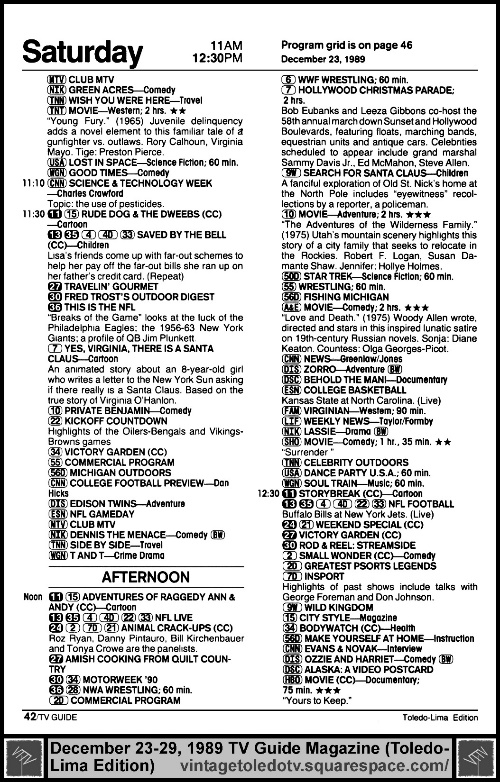 Saturday
11AM
12:30PM
MTV CLUB MTV
NIK GREEN ACRES—Comedy
TNN WISH YOU WERE HERE—Travel
TNT MOVIE—Western; 2 hrs. ★★
"Young Fury." (1965) Juvenile delinquency
adds a novel element to this familiar tale of a
gunfighter vs. outlaws. Rory Calhoun, Virginia
Mayo. Tige: Preston Pierce.
USA LOST IN SPACE—Science Fiction; 60 min.
WGN GOOD TIMES—Comedy
11:10 CNN SCIENCE & TECHNOLOGY WEEK
—Charles Crawford
Topic: the use of pesticides.
11:30 11 15 RUDE DOG & THE DWEEBS (CC)
—Cartoon
13 35 4 4D 33 SAVED BY THE BELL
(CC)—Children
Lisa's friends come up with far-out schemes to
help her pay off the far-out bills she ran up on
her father's credit card. (Repeat)
27 TRAVELIN' GOURMET
30 FRED TROST'S OUTDOOR DIGEST
36 THIS IS THE NFL
"Breaks of the Game" looks at the luck of the
Philadelphia Eagles; the 1956-63 New York
Giants; a profile of QB Jim Plunkett.
7 YES, VIRGINIA, THERE IS A SANTA
CLAUS—Cartoon
An animated story about an 8-year-old girl
who writes a letter to the New York Sun asking
if there really is a Santa Claus. Based on the
true story of Virginia O'Hanlon.
10 PRIVATE BENJAMIN—Comedy
22 KICKOFF COUNTDOWN
Highlights of the Oilers-Bengals and Vikings-
Browns games
34 VICTORY GARDEN (CC)
55 COMMERCIAL PROGRAM
56D MICHIGAN OUTDOORS
CNN COLLEGE FOOTBALL PREVIEW—Dan
Hicks
DIS EDISON TWINS—Adventure
ESN NFL GAMEDAY
MTV CLUB MTV
NIK DENNIS THE MENACE—Comedy BW
TNN SIDE BY SIDE—Travel
WGN T AND T—Crime Drama
AFTERNOON
Noon 11 15 ADVENTURES OF RAGGEDY ANN &
ANDY (CC)—Cartoon
13 35 4 4D 22 33 NFL LIVE
24 2 7D 21 ANIMAL CRACK-UPS (CC)
Roz Ryan, Danny Pintauro, Bill Kirchenbauer
and Tonya Crowe are the panelists.
27 AMISH COOKING FROM QUILT COUN-
TRY
30 34 MOTORWEEK '90
36 28 NWA WRESTLING; 60 min.
2D COMMERCIAL PROGRAM
42/TV GUIDE
Program grid is on page 46
December 23, 1989
6 WWF WRESTLING; 60 min.
7 HOLLYWOOD CHRISTMAS PARADE;
2 hrs.
Bob Eubanks and Leeza Gibbons co-host the
58th annual march down Sunset and Hollywood
Boulevards, featuring floats, marching bands,
equestrian units and antique cars. Celebrities
scheduled to appear include grand marshal
Sammy Davis Jr., Ed McMahon, Steve Allen.
9W SEARCH FOR SANTA CLAUS—Children
A fanciful exploration of Old St. Nick's home at
the North Pole includes "eyewitness" recol-
lections by a reporter, a policeman.
10 MOVIE—Adventure; 2 hrs. ★★★
"The Adventures of the Wilderness Family."
(1975) Utah's mountain scenery highlights this
story of a city family that seeks to relocate in
the Rockies. Robert F. Logan, Susan Da-
mante Shaw. Jennifer: Hollye Holmes.
50D STAR TREK—Science Fiction; 60 min.
55 WRESTLING; 60 min.
56D FISHING MICHIGAN
A&E MOVIE—Comedy; 2 hrs. ★★★
"Love and Death." (1975) Woody Allen wrote,
directed and stars in this inspired lunatic satire
on 19th-century Russian novels. Sonja: Diane
Keaton. Countess: Olga Georges-Picot.
CNN NEWS—Greenlow/Jones
DIS ZORRO—Adventure BW
DSC BEHOLD THE MAN!—Documentary
ESN COLLEGE BASKETBALL
Kansas State at North Carolina. (Live)
FAM VIRGINIAN—Western; 90 min.
LIF WEEKLY NEWS—Taylor/Formby
NIK LASSIE—Drama BW
SHO MOVIE—Comedy; 1 hr., 35 min. ★★
"Surrender"
TNN CELEBRITY OUTDOORS
USA DANCE PARTY U.S.A.; 60 min.
WGN SOUL TRAIN—Music; 60 min.
12:30 11 STORYBREAK (CC)—Cartoon
13 35 4 4D 22 33 NFL FOOTBALL
Buffalo Bills at New York Jets. (Live)
24 21 WEEKEND SPECIAL (CC)
27 VICTORY GARDEN (CC)
30 ROD & REEL: STREAMSIDE
2 SMALL WONDER (CC)—Comedy
2D GREATEST PSORTS LEGENDS
7D INSPORT
Highlights of past shows include talks with
George Foreman and Don Johnson.
9W WILD KINGDOM
15 CITY STYLE—Magazine
34 BODYWATCH (CC)—Health
56D MAKE YOURSELF AT HOME—Instruction
CNN EVANS & NOVAK—Interview
DIS OZZIE AND HARRIET—Comedy BW
DSC ALASKA: A VIDEO POSTCARD
HBO MOVIE (CC)—Documentary;
75 min. ★★★
"Yours to Keep."
Toledo-Lima Edition
December 23-29, 1989 TV Guide Magazine (Toledo-
Lima Edition) vintagetoledotv.squarespace.com/